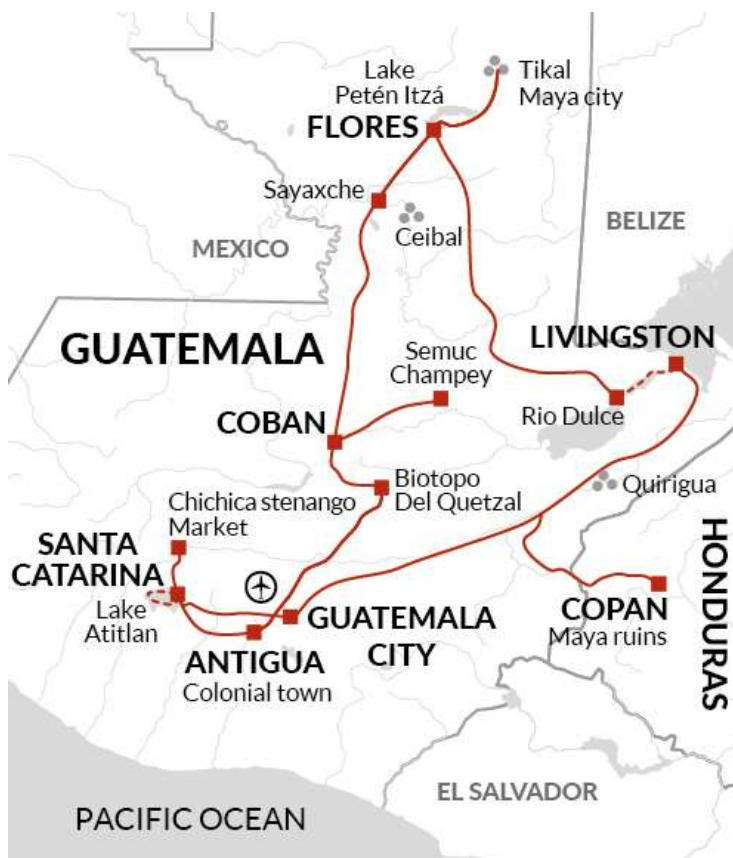 Lake
Petén Itzá
Tikal
Maya city
FLORES
Sayaxche
Ceibal
MEXICO
BELIZE
GUATEMALA
Semuc
Champey
LIVINGSTON
COBAN
Rio Dulce
Biotopo
Del Quetzal
Chichica stenango
Market
Quirigua
SANTA
CATARINA
Lake
Atitlan
HONDURAS
GUATEMALA
CITY
COPAN
Maya ruins
ANTIGUA
Colonial town
EL SALVADOR
PACIFIC OCEAN